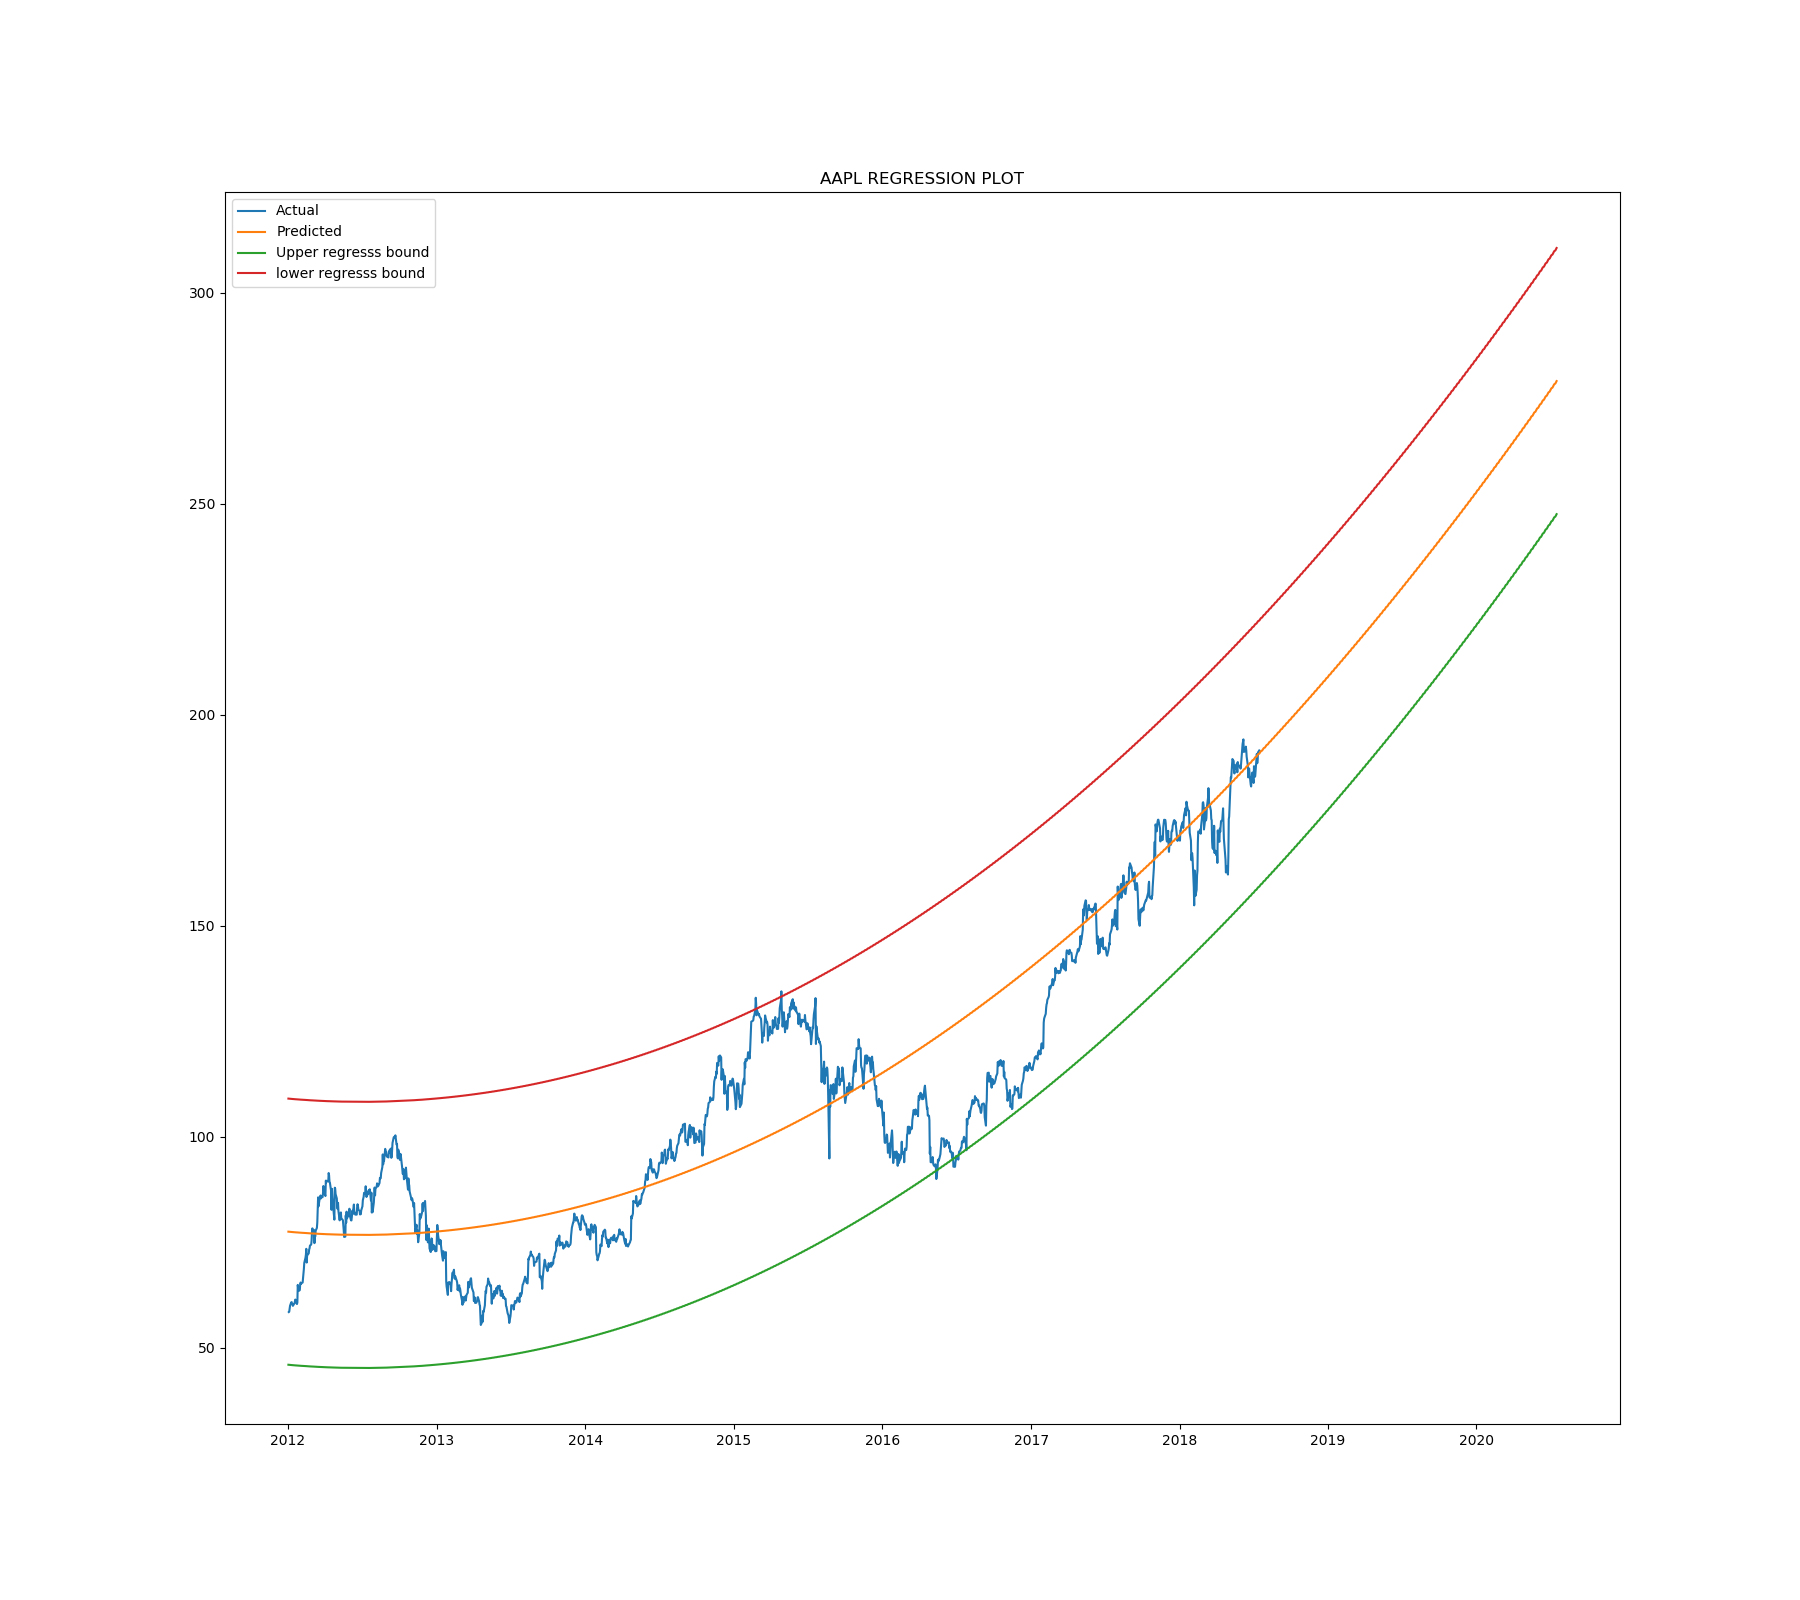 AAPL REGRESSION PLOT
Actual
Predicted
Upper regresss bound
lower regresss bound
300
250
200
150
100
50
2012 2013 2014 2015 2016 2017 2018 2019 2020